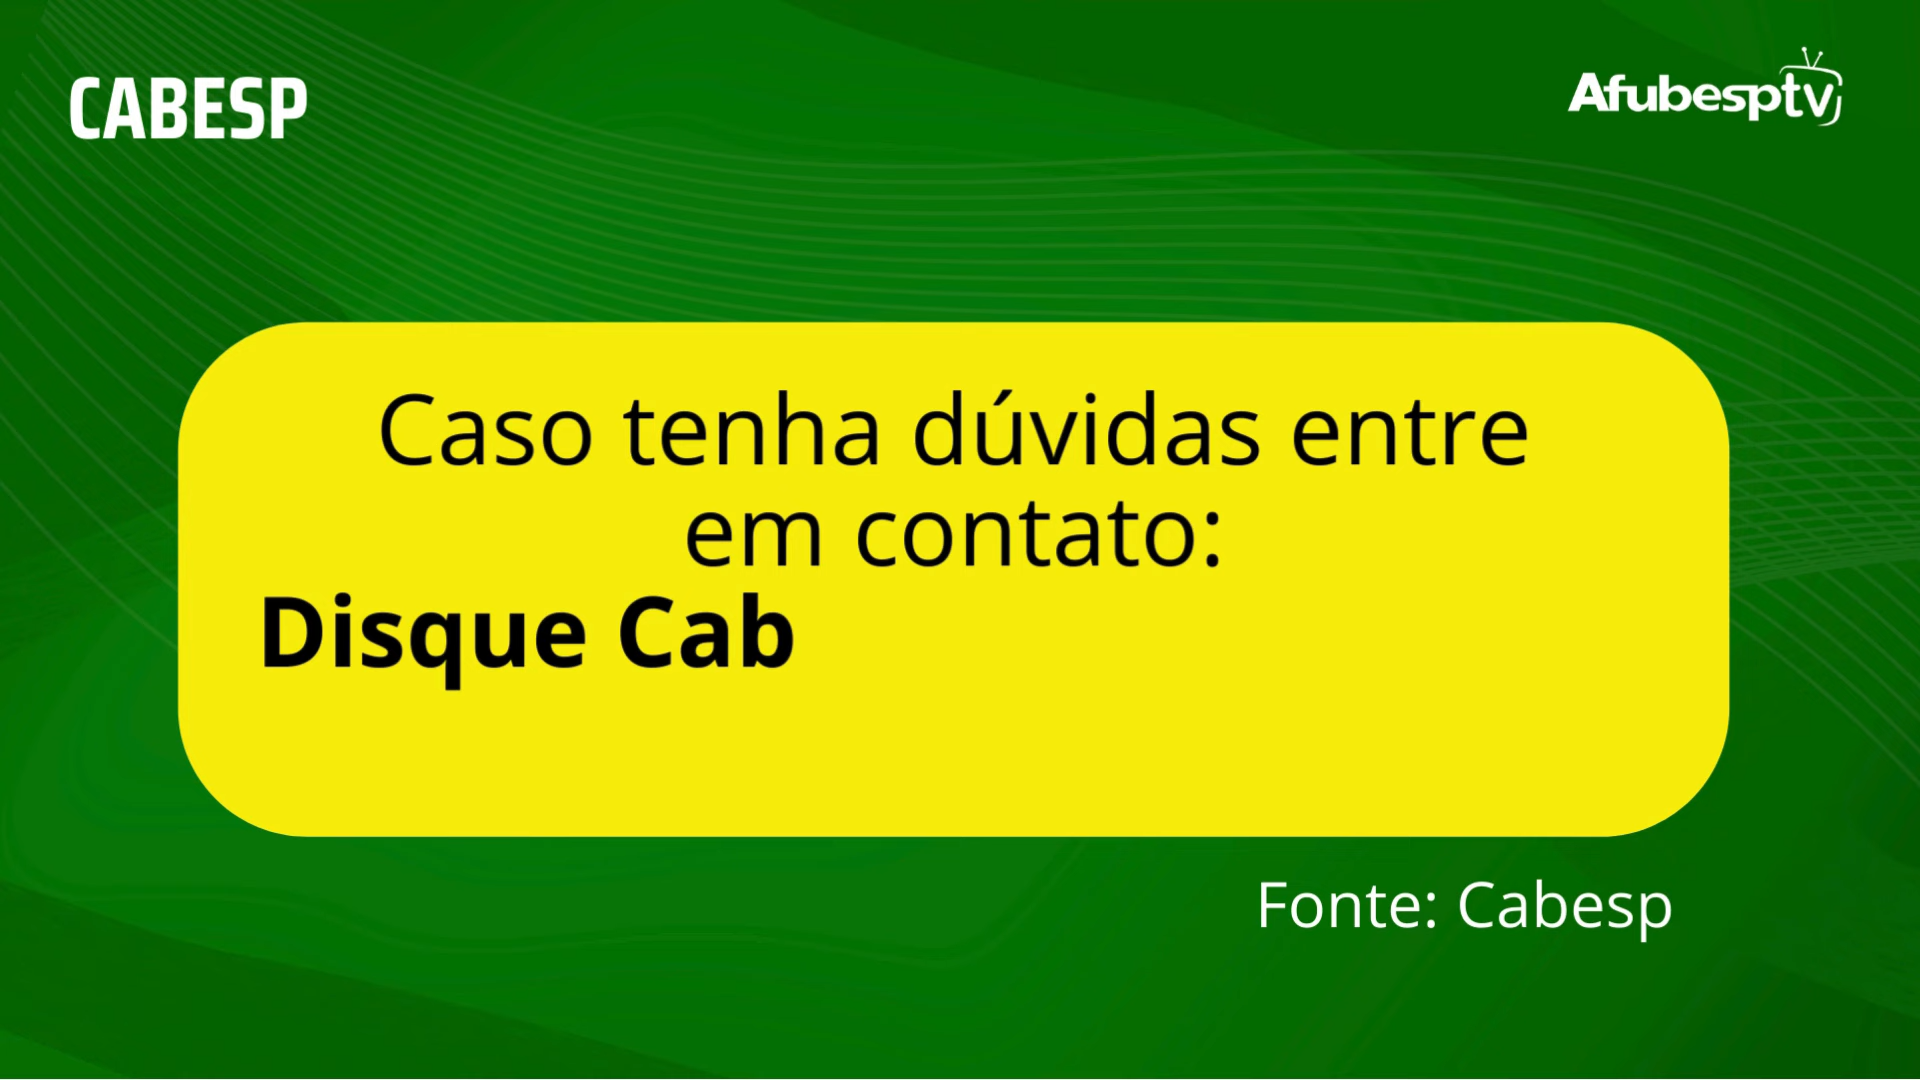 CABESP
Afubesptv
Caso tenha dúvidas entre
em contato:
Disque Cab
Fonte: Cabesp